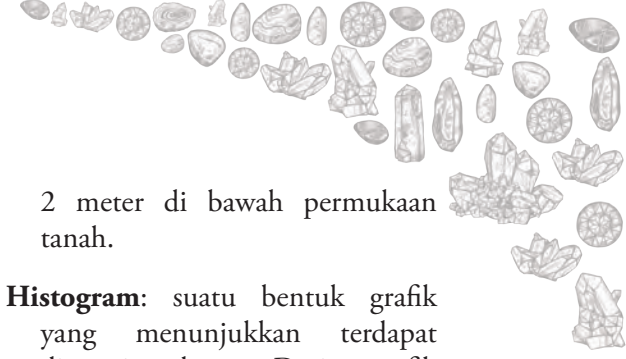 2 meter di bawah permukaan
tanah.
Histogram: suatu bentuk grafik
yang menunjukkan terdapat